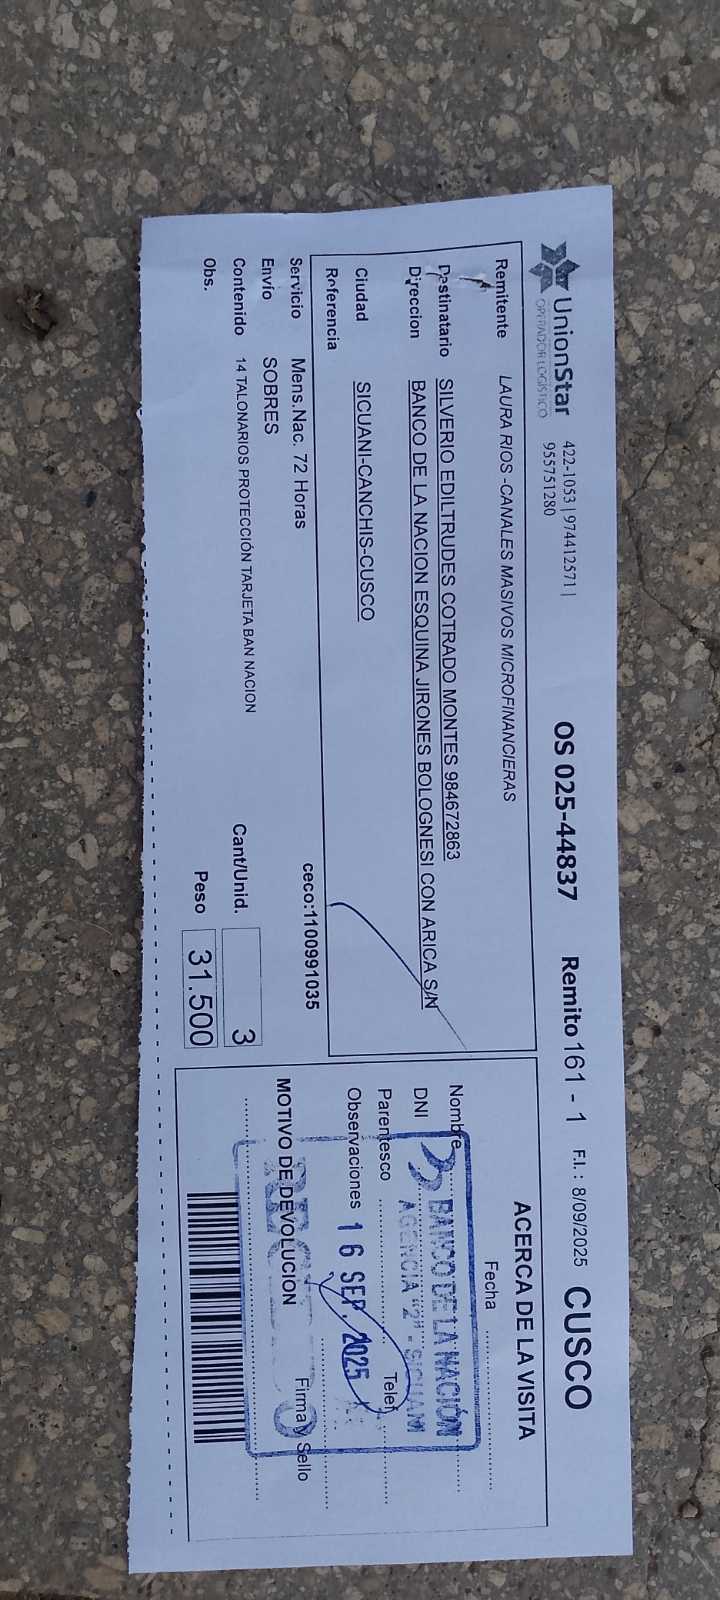 UnionStar
OPERADOR LOGÍSTICO
422-1053 | 974412571 |
955751280
OS 025-44837 Remito 161 - 1 F.I. : 8/09/2025 CUSCO
Remitente LAURA RIOS -CANALES MASIVOS MICROFINANCIERAS
Destinatario SILVERIO EDILTRUDES COTRADO MONTES 984672863
Direccion BANCO DE LA NACION ESQUINA JIRONES BOLOGNESI CON ARICA S/N
Ciudad SICUANI-CANCHIS-CUSCO
Referencia
Servicio Mens.Nac. 72 Horas ceco:1100991035
Envío SOBRES
Contenido 14 TALONARIOS PROTECCIÓN TARJETA BAN NACION
Cant/Unid. 3
Obs.
Peso 31.500
ACERCA DE LA VISITA
Fecha
Nombre
DNI
Parentesco Telef.
Observaciones
MOTIVO DE DEVOLUCION Firma y Sello
BANCO DE LA NACIÓN
AGENCIA "2" - SICUANI
16 SEP. 2025